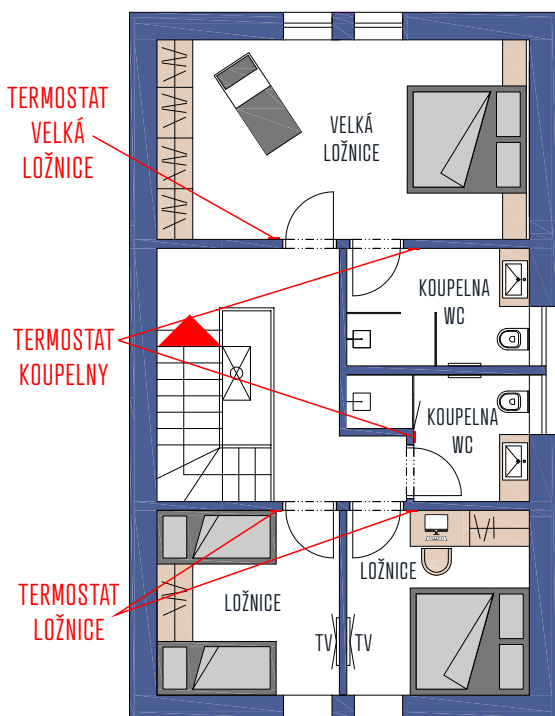 TERMOSTAT
VELKÁ
LOŽNICE
VELKÁ
LOŽNICE
KOUPELNA
WC
TERMOSTAT
KOUPELNY
KOUPELNA
WC
LOŽNICE
TERMOSTAT
LOŽNICE
LOŽNICE
TV TV